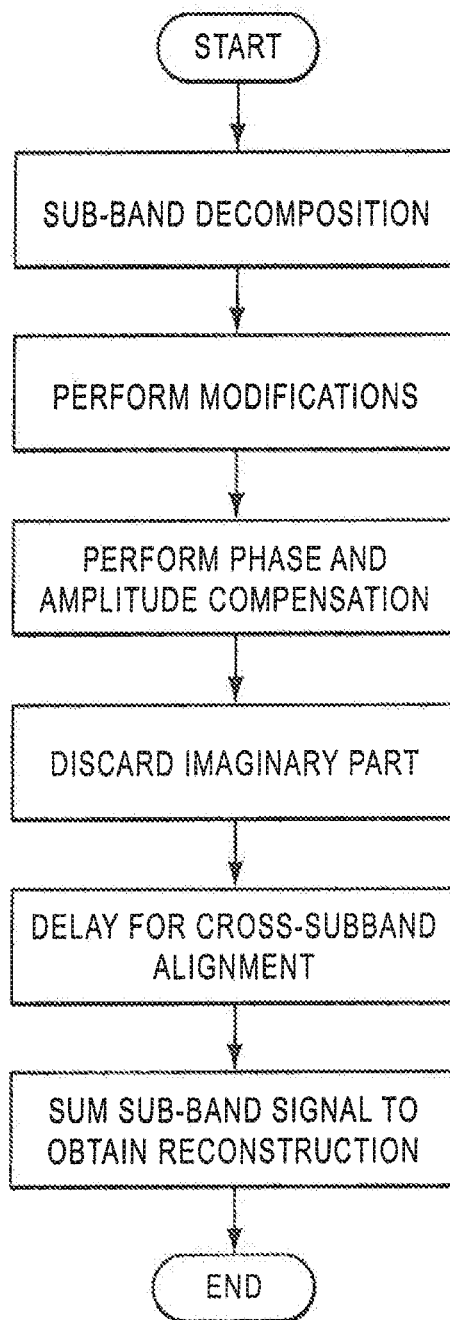 START
SUB-BAND DECOMPOSITION
PERFORM MODIFICATIONS
PERFORM PHASE AND
AMPLITUDE COMPENSATION
DISCARD IMAGINARY PART
DELAY FOR CROSS-SUBBAND
ALIGNMENT
SUM SUB-BAND SIGNAL TO
OBTAIN RECONSTRUCTION
END